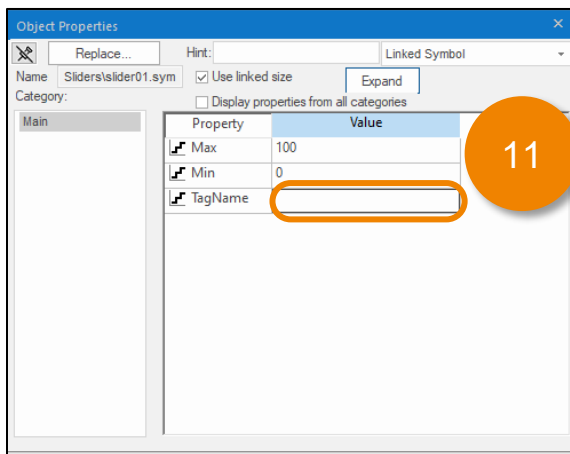 Object Properties
Replace... Hint: Linked Symbol
Name Sliders\slider01.sym Use linked size Expand
Category: Display properties from all categories
Main Property Value
Max 100
11
Min 0
TagName